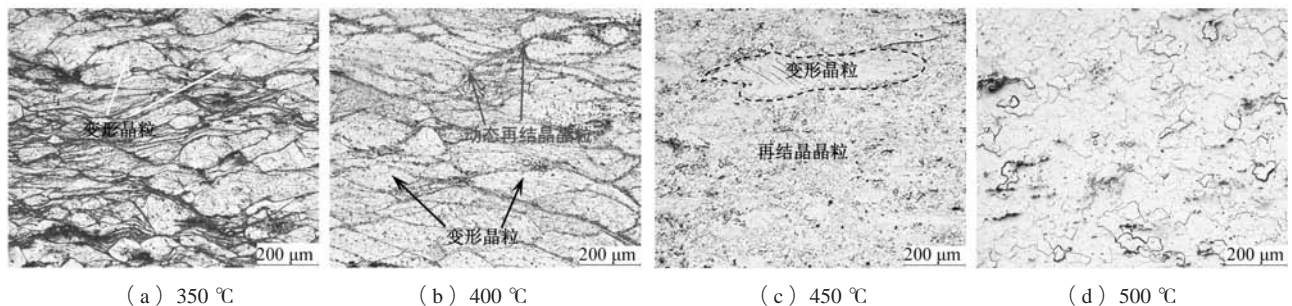 变形晶粒
200 μm
动态再结晶晶粒
变形晶粒
200 μm
变形晶粒
再结晶晶粒
200 μm
200 μm
（a）350 ℃
（b）400 ℃
（c）450 ℃
（d）500 ℃